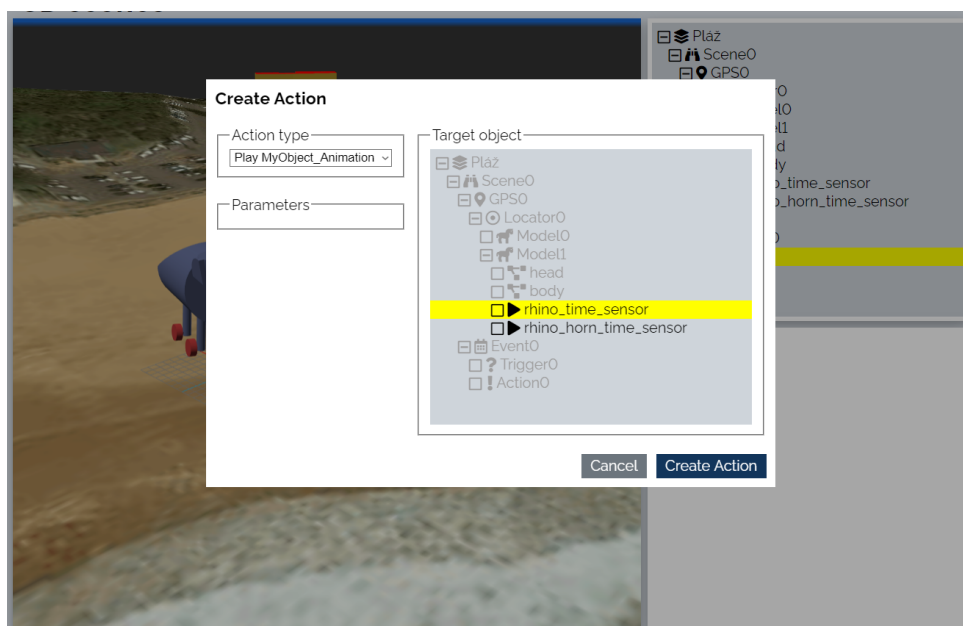 Pláž
Scene0
GPS0
Create Action
Action type
Play MyObject_Animation
Parameters
Target object
Pláž
Scene0
GPS0
Locator0
Model0
Model1
head
body
rhino_time_sensor
rhino_horn_time_sensor
Event0
? Trigger0
! Action0
Cancel
Create Action